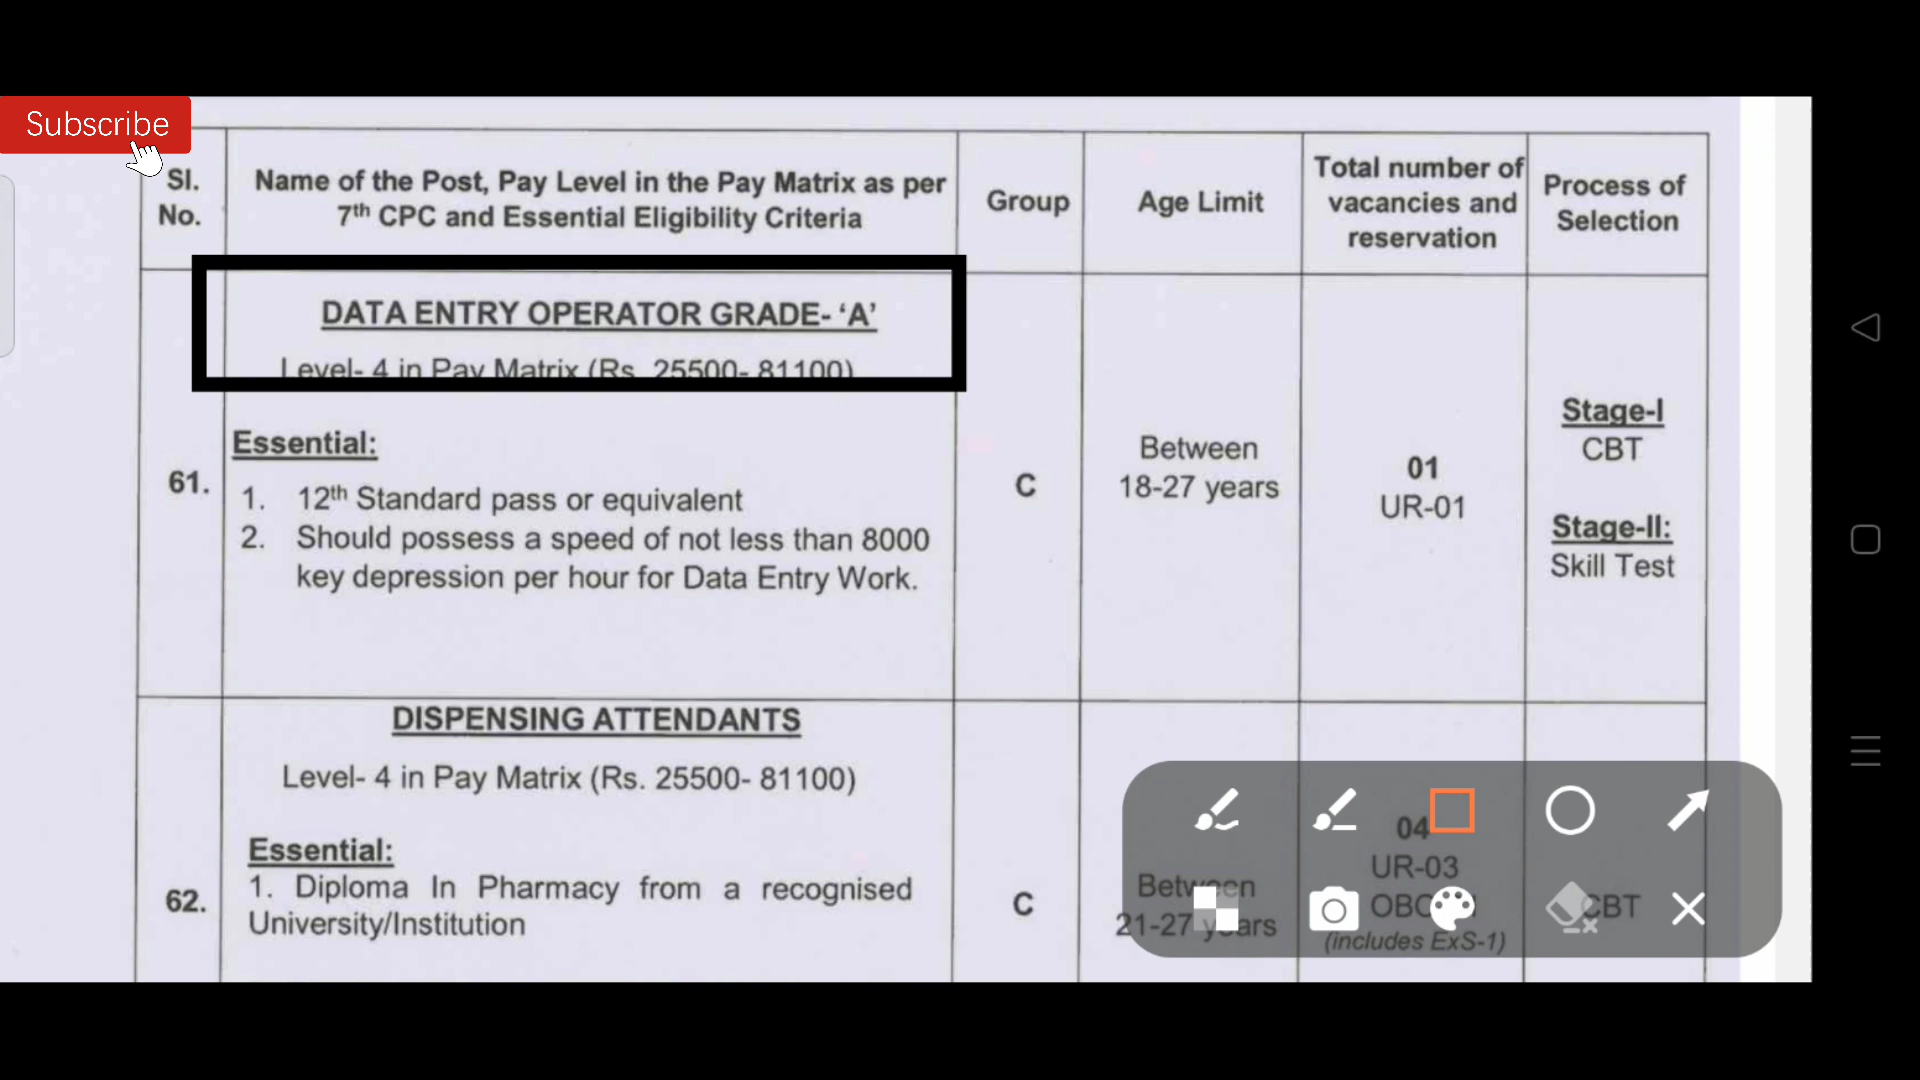 Subscribe
Sl.
No.
Name of the Post, Pay Level in the Pay Matrix as per
7th CPC and Essential Eligibility Criteria
Group
Age Limit
Total number of
vacancies and
reservation
Process of
Selection
61.
DATA ENTRY OPERATOR GRADE- ‘A’
Level- 4 in Pay Matrix (Rs. 25500- 81100)
Essential:
1. 12th Standard pass or equivalent
2. Should possess a speed of not less than 8000
key depression per hour for Data Entry Work.
C
Between
18-27 years
01
UR-01
Stage-I
CBT
Stage-II:
Skill Test
62.
DISPENSING ATTENDANTS
Level- 4 in Pay Matrix (Rs. 25500- 81100)
Essential:
1. Diploma In Pharmacy from a recognised
University/Institution
C
Between
21-27 years
04
UR-03
(includes ExS-1)
CBT